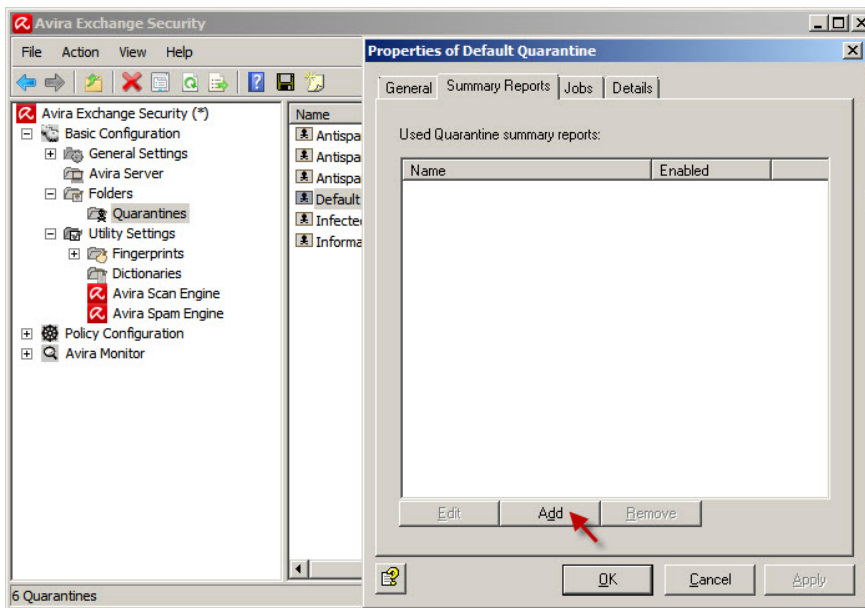 Avira Exchange Security
File Action View Help
Avira Exchange Security (*)
Basic Configuration
General Settings
Avira Server
Folders
Quarantines
Utility Settings
Fingerprints
Dictionaries
Avira Scan Engine
Avira Spam Engine
Policy Configuration
Avira Monitor
Name
Antispa
Antispa
Antispa
Default
Infecte
Informa
6 Quarantines
Properties of Default Quarantine
General Summary Reports Jobs Details
Used Quarantine summary reports:
Name Enabled
Edit Add Remove
OK Cancel Apply